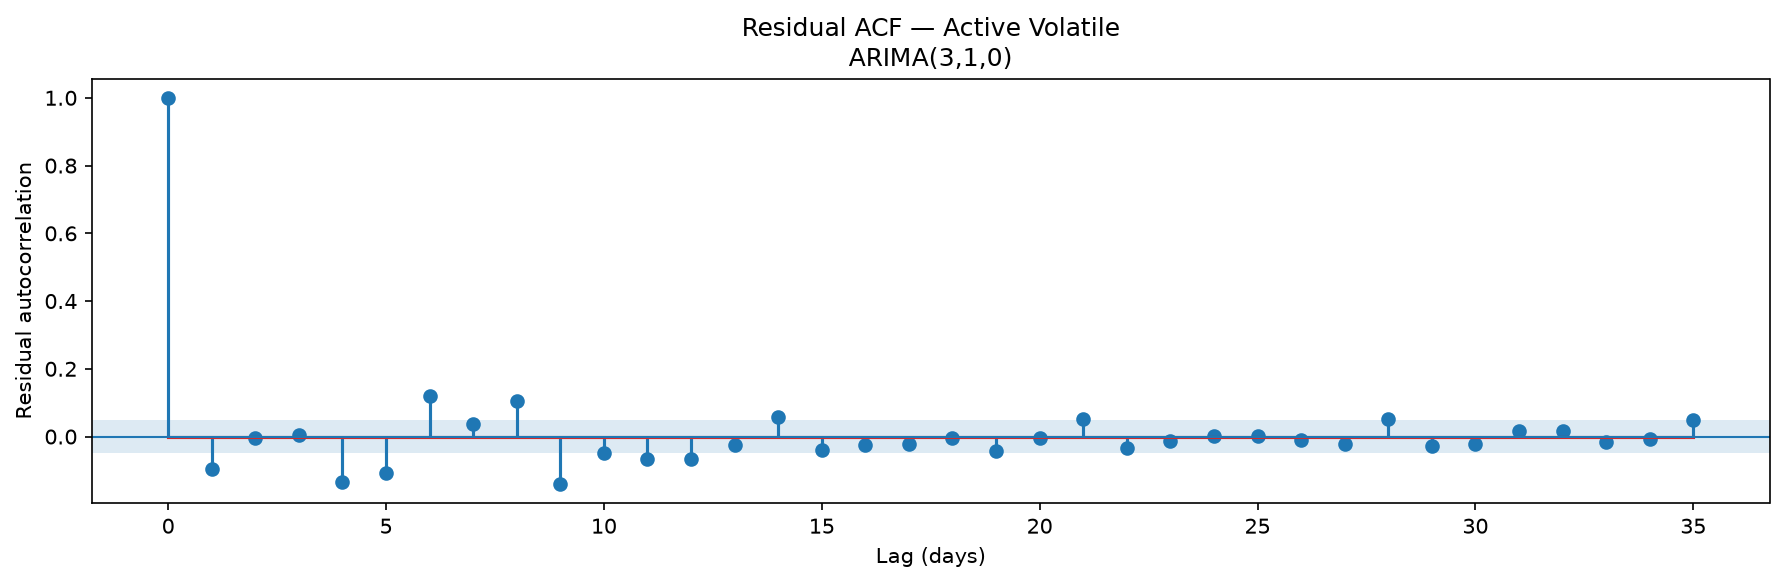 Residual ACF — Active Volatile
ARIMA(3,1,0)
1.0
0.8
0.6
0.4
0.2
0.0
Residual autocorrelation
0 5 10 15 20 25 30 35
Lag (days)